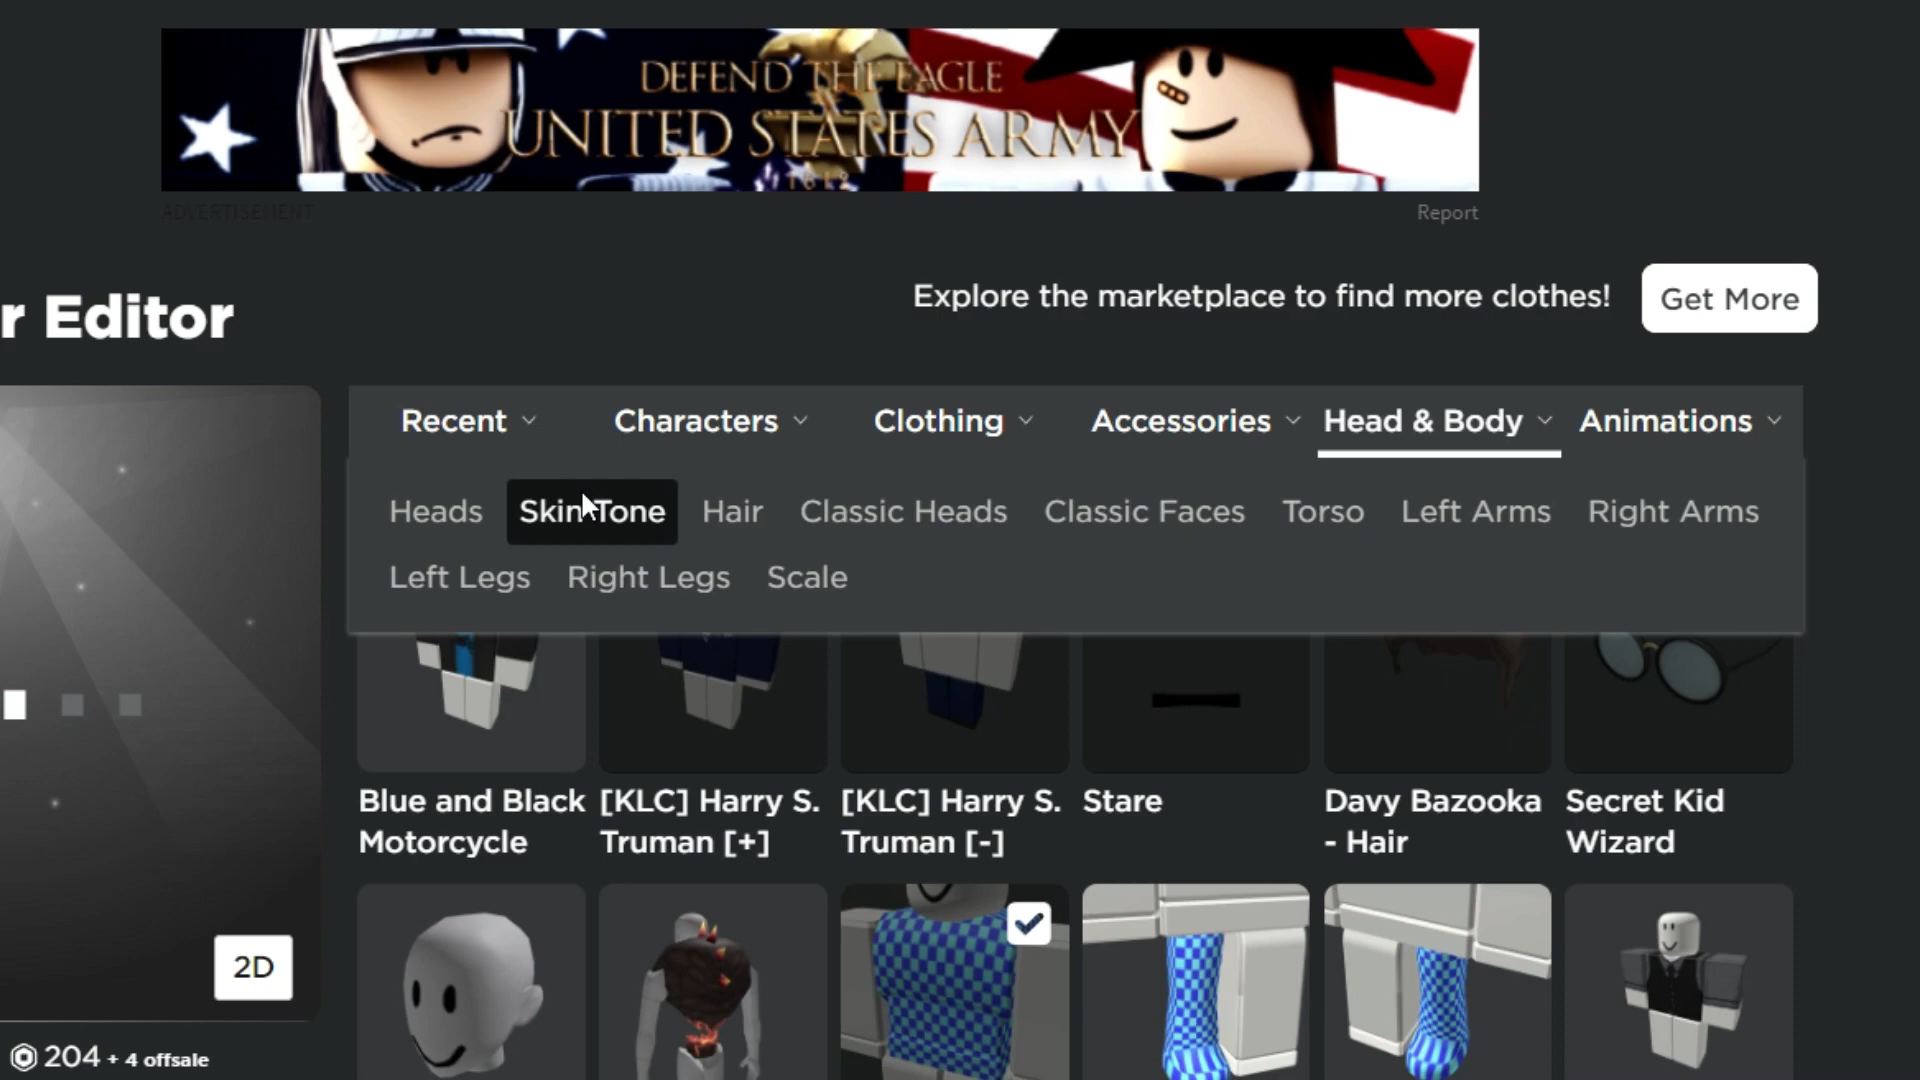 DEFEND THE EAGLE
UNITED STATES ARMY
1812
ADVERTISEMENT
Report
r Editor
Explore the marketplace to find more clothes!
Get More
Recent
Characters
Clothing
Accessories
Head & Body
Animations
Heads
Skin Tone
Hair
Classic Heads
Classic Faces
Torso
Left Arms
Right Arms
Left Legs
Right Legs
Scale
Blue and Black
Motorcycle
[KLC] Harry S.
Truman [+]
[KLC] Harry S.
Truman [-]
Stare
Davy Bazooka
- Hair
Secret Kid
Wizard
2D
204 + 4 offsale